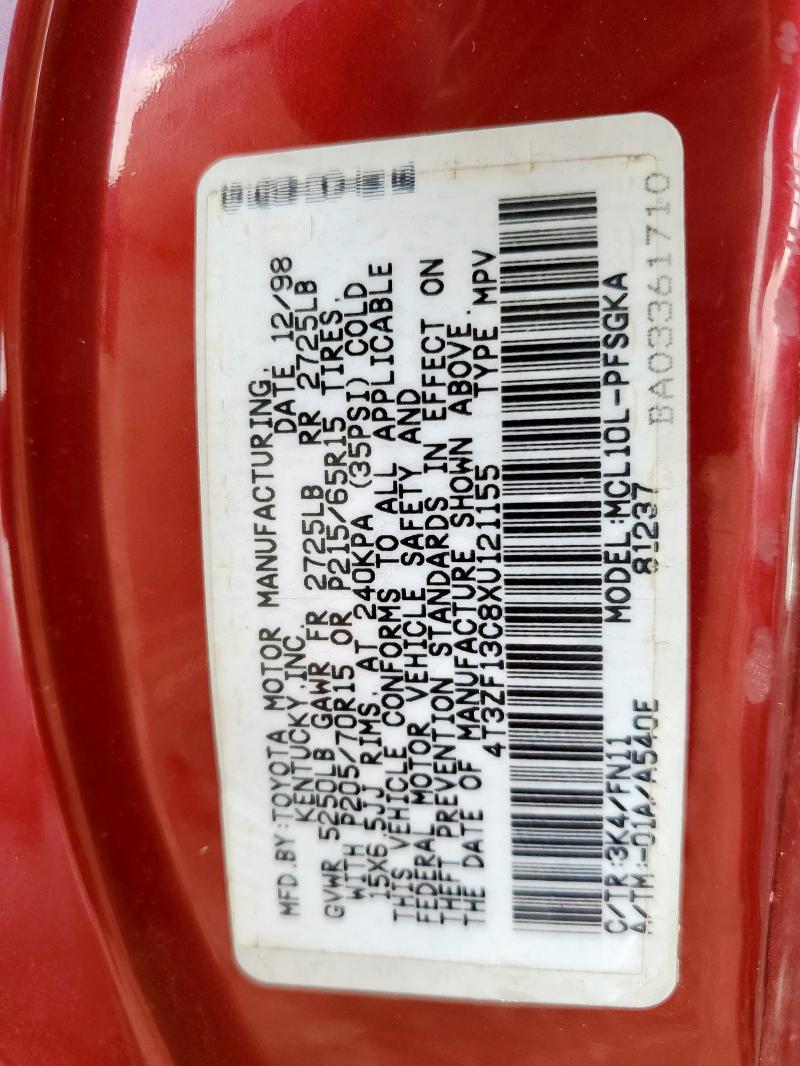 MFD.BY:TOYOTA MOTOR MANUFACTURING,
KENTUCKY,INC. DATE 12/98
GVWR 5250LB GAWR FR 2725LB RR 2725LB
WITH P205/70R15 OR P215/65R15 TIRES,
15X6.5JJ RIMS, AT 240KPA (35PSI) COLD
THIS VEHICLE CONFORMS TO ALL APPLICABLE
FEDERAL MOTOR VEHICLE SAFETY AND
THEFT PREVENTION STANDARDS IN EFFECT ON
THE DATE OF MANUFACTURE SHOWN ABOVE.
4T3ZF13C8XU121155 TYPE.MPV
C/TR:3K4/FN11 MODEL:MCL10L-PFSGKA
A/TM:-01A/A540E 81237
BA03361710